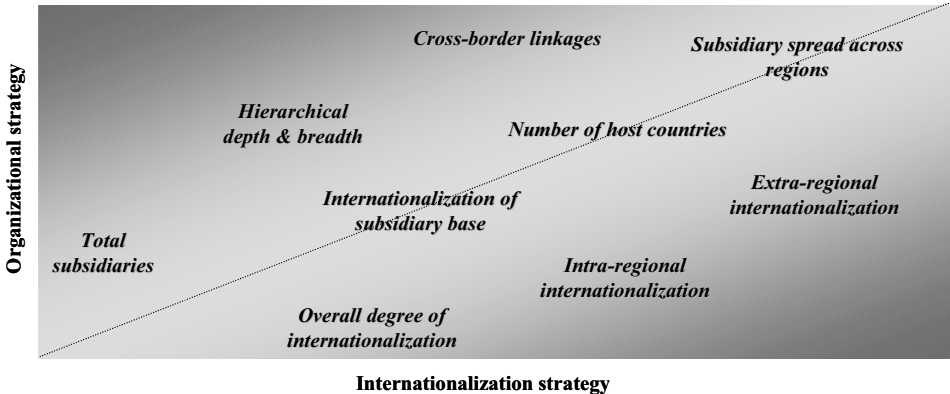 Organizational strategy
Cross-border linkages
Subsidiary spread across
regions
Hierarchical
depth & breadth
Number of host countries
Extra-regional
internationalization
Internationalization of
subsidiary base
Total
subsidiaries
Intra-regional
internationalization
Overall degree of
internationalization
Internationalization strategy